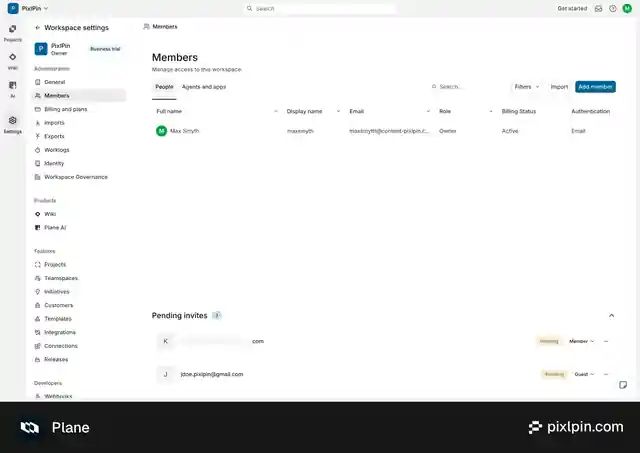 PixlPin
Search
Get started
M
Projects
Wiki
AI
Settings
Workspace settings
P
PixlPin
Owner
Business trial
Administration
General
Members
Billing and plans
Imports
Exports
Worklogs
Identity
Workspace Governance
Products
Wiki
Plane AI
Features
Projects
Teamspaces
Initiatives
Customers
Templates
Integrations
Connections
Releases
Developers
Webhooks
Members
Members
Manage access to this workspace.
People
Agents and apps
Search...
Filters
Import
Add member
Full name
Display name
Email
Role
Billing Status
Authentication
M
Max Smyth
maxsmyth
Owner
Active
Email
Pending invites
K
com
Pending
Member
J
jdoe.pixlpin@gmail.com
Pending
Guest
Plane
pixlpin.com